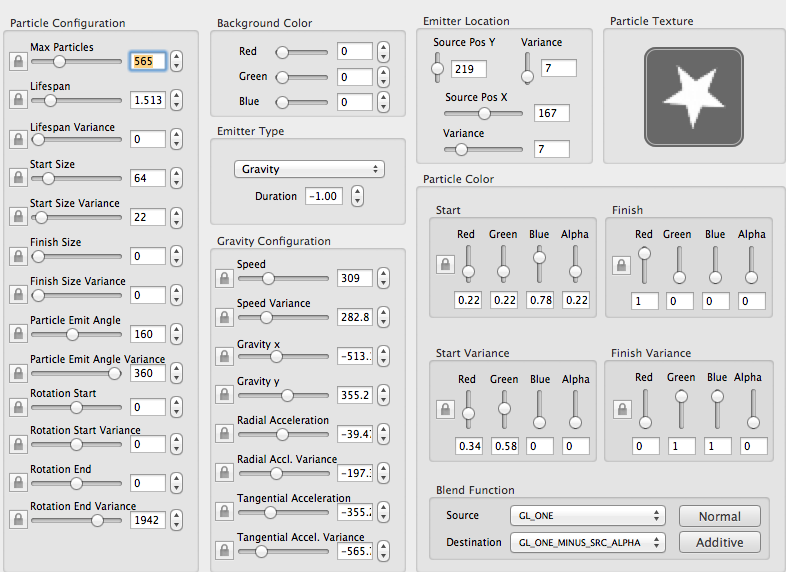 Particle Configuration
Max Particles
565
Lifespan
1.513
Lifespan Variance
0
Start Size
64
Start Size Variance
22
Finish Size
0
Finish Size Variance
0
Particle Emit Angle
160
Particle Emit Angle Variance
360
Rotation Start
0
Rotation Start Variance
0
Rotation End
0
Rotation End Variance
1942
Background Color
Red 0
Green 0
Blue 0
Emitter Type
Gravity
Duration -1.00
Gravity Configuration
Speed
309
Speed Variance
282.8
Gravity x
-513.
Gravity y
355.2
Radial Acceleration
-39.4
Radial Accl. Variance
-197.
Tangential Acceleration
-355.2
Tangential Accel. Variance
-565.
Emitter Location
Source Pos Y Variance
219 7
Source Pos X
167
Variance
7
Particle Texture
Particle Color
Start
Red Green Blue Alpha
0.22 0.22 0.78 0.22
Finish
Red Green Blue Alpha
1 0 0 0
Start Variance
Red Green Blue Alpha
0.34 0.58 0 0
Finish Variance
Red Green Blue Alpha
0 1 1 0
Blend Function
Source GL_ONE Normal
Destination GL_ONE_MINUS_SRC_ALPHA Additive